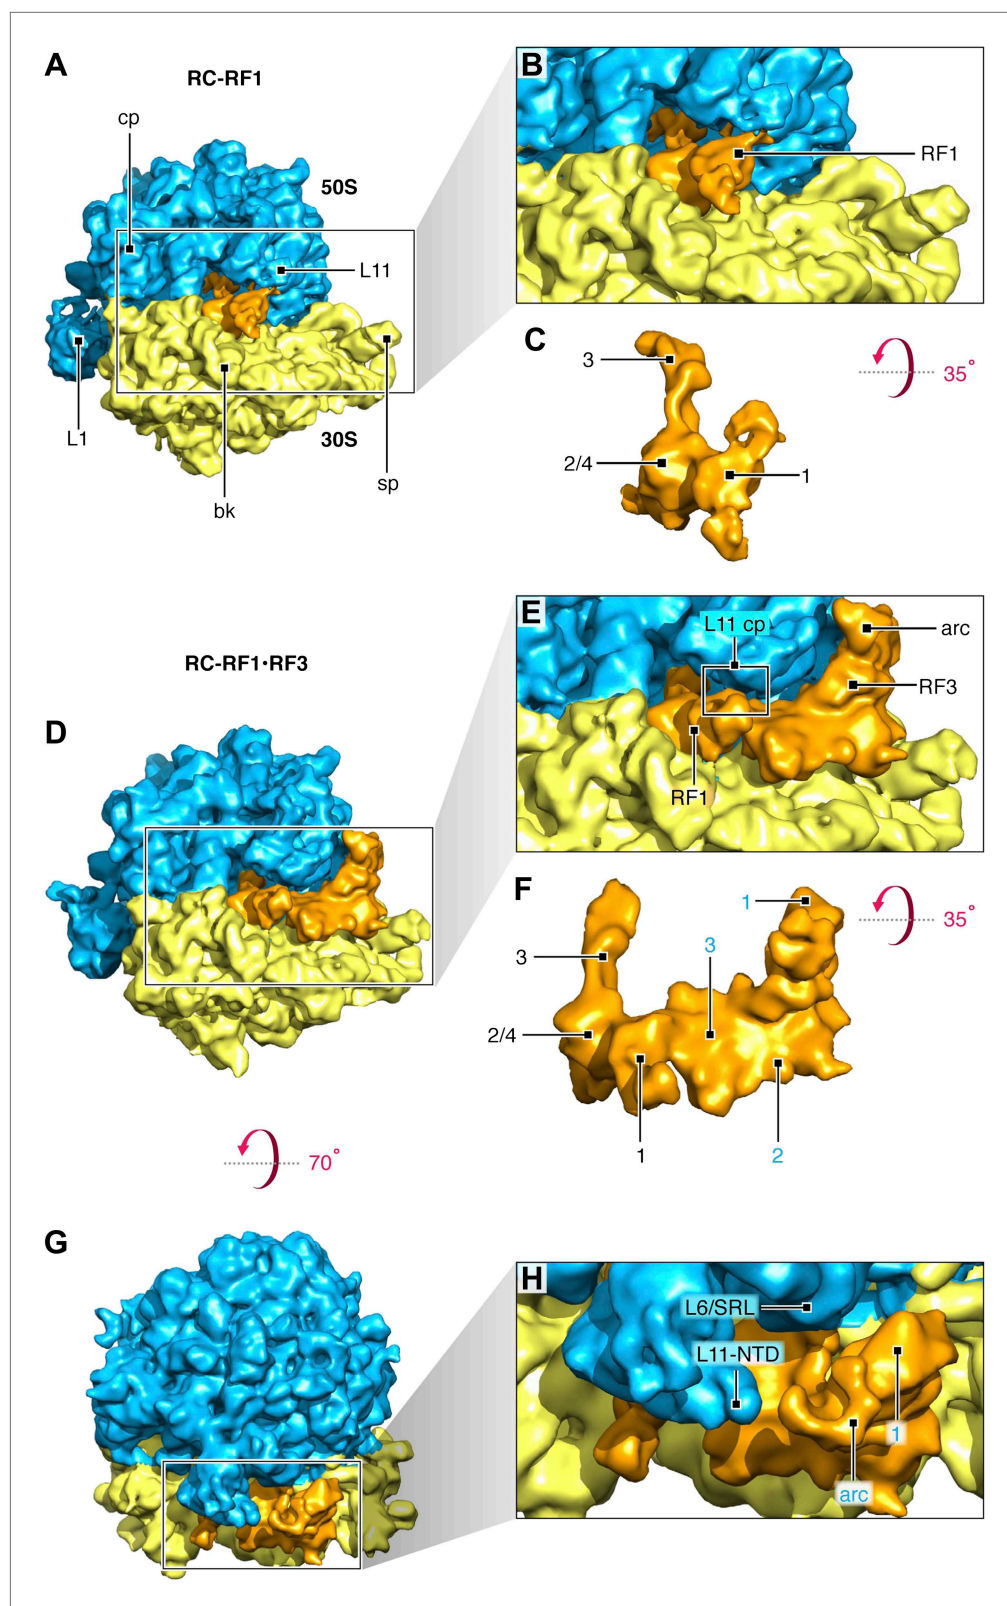 A
RC-RF1
cp
50S
L11
L1
30S
sp
bk
B
RF1
C
3
35°
2/4
1
RC-RF1•RF3
D
E
L11 cp
arc
RF3
RF1
F
1
35°
3
3
2/4
1
2
70°
G
H
L6/SRL
L11-NTD
1
arc